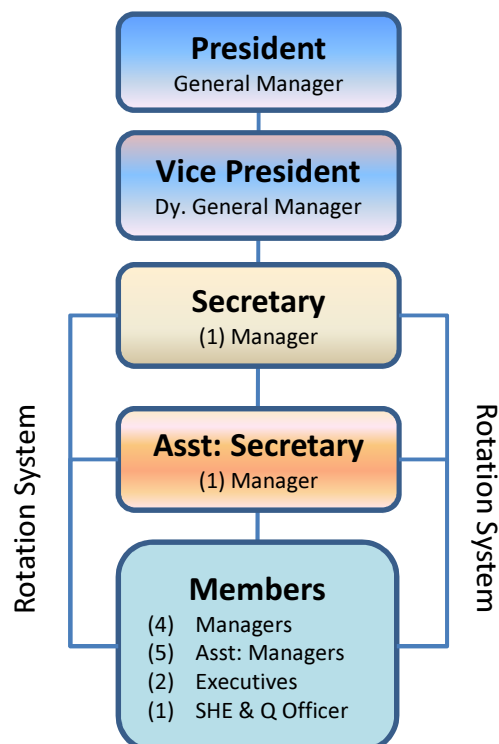 President
General Manager
Vice President
Dy. General Manager
Secretary
(1) Manager
Asst: Secretary
(1) Manager
Rotation System
Rotation System
Members
(4) Managers
(5) Asst: Managers
(2) Executives
(1) SHE & Q Officer